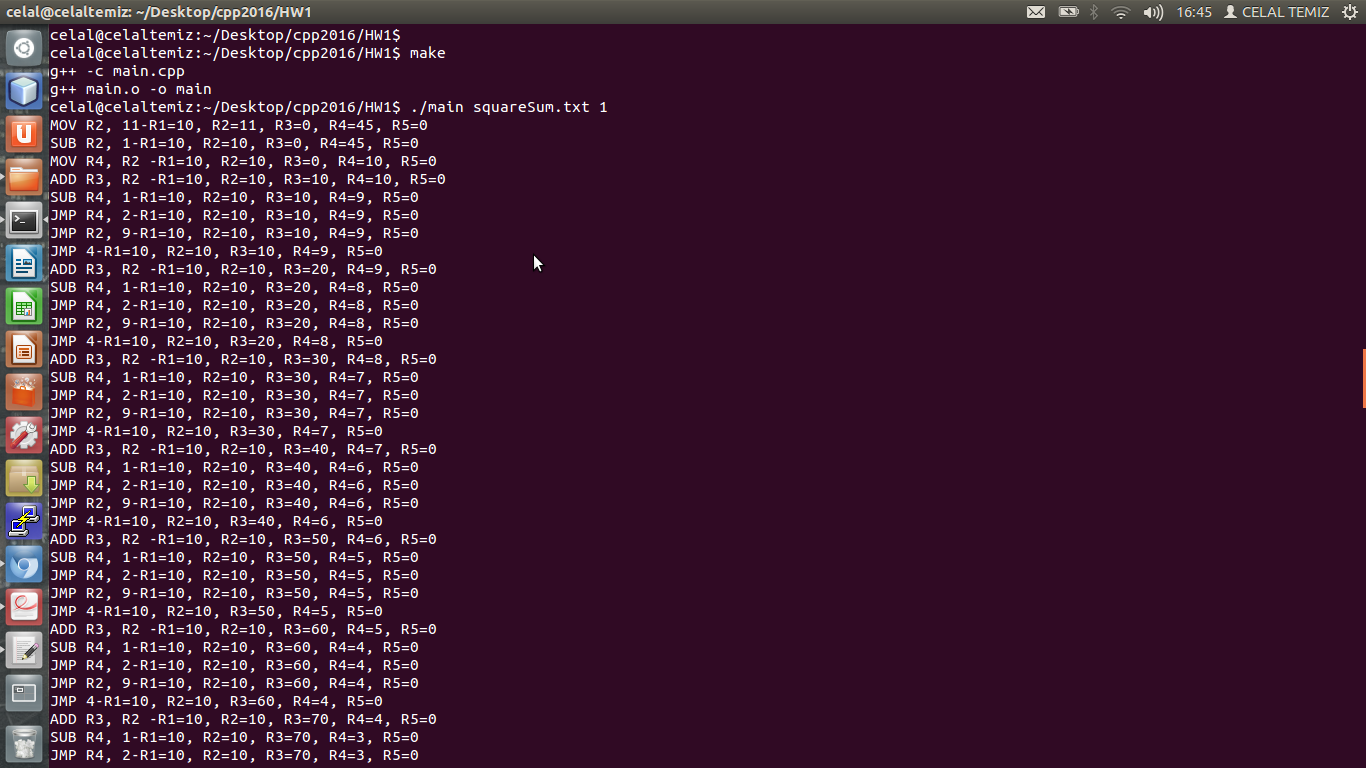 celal@celaltemiz: ~/Desktop/cpp2016/HW1 16:45 CELAL TEMIZ
celal@celaltemiz:~/Desktop/cpp2016/HW1$
celal@celaltemiz:~/Desktop/cpp2016/HW1$ make
g++ -c main.cpp
g++ main.o -o main
celal@celaltemiz:~/Desktop/cpp2016/HW1$ ./main squareSum.txt 1
MOV R2, 11-R1=10, R2=11, R3=0, R4=45, R5=0
SUB R2, 1-R1=10, R2=10, R3=0, R4=45, R5=0
MOV R4, R2 -R1=10, R2=10, R3=0, R4=10, R5=0
ADD R3, R2 -R1=10, R2=10, R3=10, R4=10, R5=0
SUB R4, 1-R1=10, R2=10, R3=10, R4=9, R5=0
JMP R4, 2-R1=10, R2=10, R3=10, R4=9, R5=0
JMP R2, 9-R1=10, R2=10, R3=10, R4=9, R5=0
JMP 4-R1=10, R2=10, R3=10, R4=9, R5=0
ADD R3, R2 -R1=10, R2=10, R3=20, R4=9, R5=0
SUB R4, 1-R1=10, R2=10, R3=20, R4=8, R5=0
JMP R4, 2-R1=10, R2=10, R3=20, R4=8, R5=0
JMP R2, 9-R1=10, R2=10, R3=20, R4=8, R5=0
JMP 4-R1=10, R2=10, R3=20, R4=8, R5=0
ADD R3, R2 -R1=10, R2=10, R3=30, R4=8, R5=0
SUB R4, 1-R1=10, R2=10, R3=30, R4=7, R5=0
JMP R4, 2-R1=10, R2=10, R3=30, R4=7, R5=0
JMP R2, 9-R1=10, R2=10, R3=30, R4=7, R5=0
JMP 4-R1=10, R2=10, R3=30, R4=7, R5=0
ADD R3, R2 -R1=10, R2=10, R3=40, R4=7, R5=0
SUB R4, 1-R1=10, R2=10, R3=40, R4=6, R5=0
JMP R4, 2-R1=10, R2=10, R3=40, R4=6, R5=0
JMP R2, 9-R1=10, R2=10, R3=40, R4=6, R5=0
JMP 4-R1=10, R2=10, R3=40, R4=6, R5=0
ADD R3, R2 -R1=10, R2=10, R3=50, R4=6, R5=0
SUB R4, 1-R1=10, R2=10, R3=50, R4=5, R5=0
JMP R4, 2-R1=10, R2=10, R3=50, R4=5, R5=0
JMP R2, 9-R1=10, R2=10, R3=50, R4=5, R5=0
JMP 4-R1=10, R2=10, R3=50, R4=5, R5=0
ADD R3, R2 -R1=10, R2=10, R3=60, R4=5, R5=0
SUB R4, 1-R1=10, R2=10, R3=60, R4=4, R5=0
JMP R4, 2-R1=10, R2=10, R3=60, R4=4, R5=0
JMP R2, 9-R1=10, R2=10, R3=60, R4=4, R5=0
JMP 4-R1=10, R2=10, R3=60, R4=4, R5=0
ADD R3, R2 -R1=10, R2=10, R3=70, R4=4, R5=0
SUB R4, 1-R1=10, R2=10, R3=70, R4=3, R5=0
JMP R4, 2-R1=10, R2=10, R3=70, R4=3, R5=0